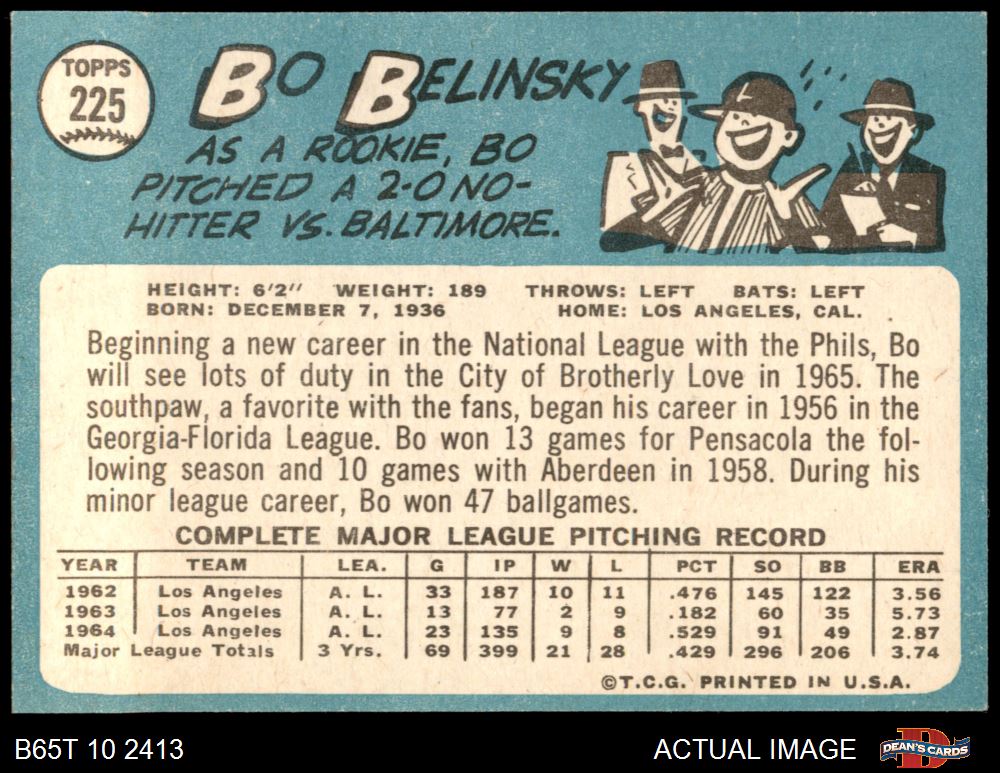 TOPPS
225
BO BELINSKY
AS A ROOKIE, BO
PITCHED A 2-0 NO-
HITTER VS. BALTIMORE.
HEIGHT: 6'2" WEIGHT: 189 THROWS: LEFT BATS: LEFT
BORN: DECEMBER 7, 1936 HOME: LOS ANGELES, CAL.
Beginning a new career in the National League with the Phils, Bo
will see lots of duty in the City of Brotherly Love in 1965. The
southpaw, a favorite with the fans, began his career in 1956 in the
Georgia-Florida League. Bo won 13 games for Pensacola the fol-
lowing season and 10 games with Aberdeen in 1958. During his
minor league career, Bo won 47 ballgames.
COMPLETE MAJOR LEAGUE PITCHING RECORD
YEAR TEAM LEA. G IP W L PCT SO BB ERA
1962 Los Angeles A. L. 33 187 10 11 .476 145 122 3.56
1963 Los Angeles A. L. 13 77 2 9 .182 60 35 5.73
1964 Los Angeles A. L. 23 135 9 8 .529 91 49 2.87
Major League Totals 3 Yrs. 69 399 21 28 .429 296 206 3.74
©T.C.G. PRINTED IN U.S.A.
B65T 10 2413 ACTUAL IMAGE DEAN'S CARDS